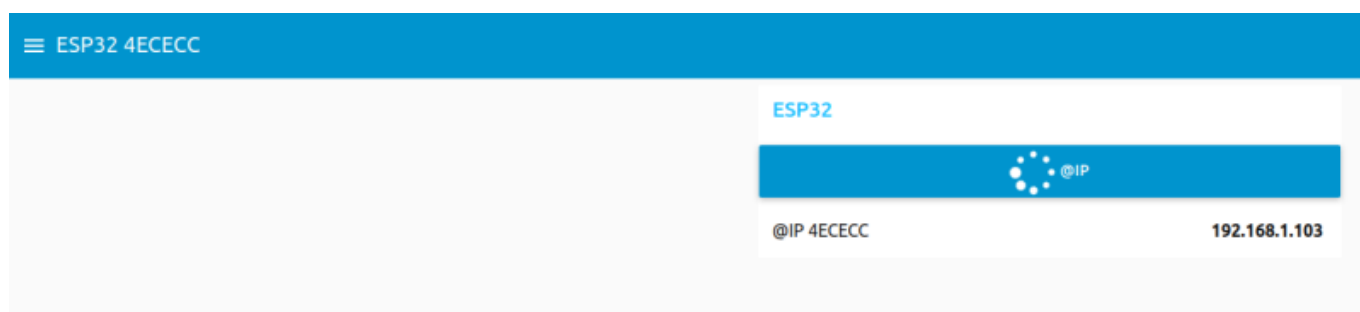 ESP32 4ECECC
ESP32
@IP
@IP 4ECECC 192.168.1.103